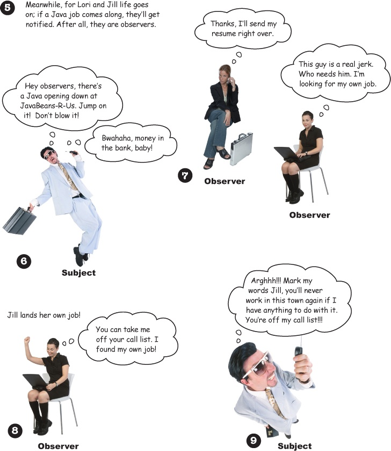 5
Meanwhile, for Lori and Jill life goes
on; if a Java job comes along, they'll get
notified. After all, they are observers.
Hey observers, there's
a Java opening down at
JavaBeans-R-Us. Jump on
it! Don't blow it!
Bwahaha, money in
the bank, baby!
6
Subject
Thanks, I'll send my
resume right over.
This guy is a real jerk.
Who needs him. I'm
looking for my own job.
7
Observer
Observer
Jill lands her own job!
You can take me
off your call list. I
found my own job!
8
Observer
Arghhh!!! Mark my
words Jill, you'll never
work in this town again if I
have anything to do with it.
You're off my call list!!!
9
Subject